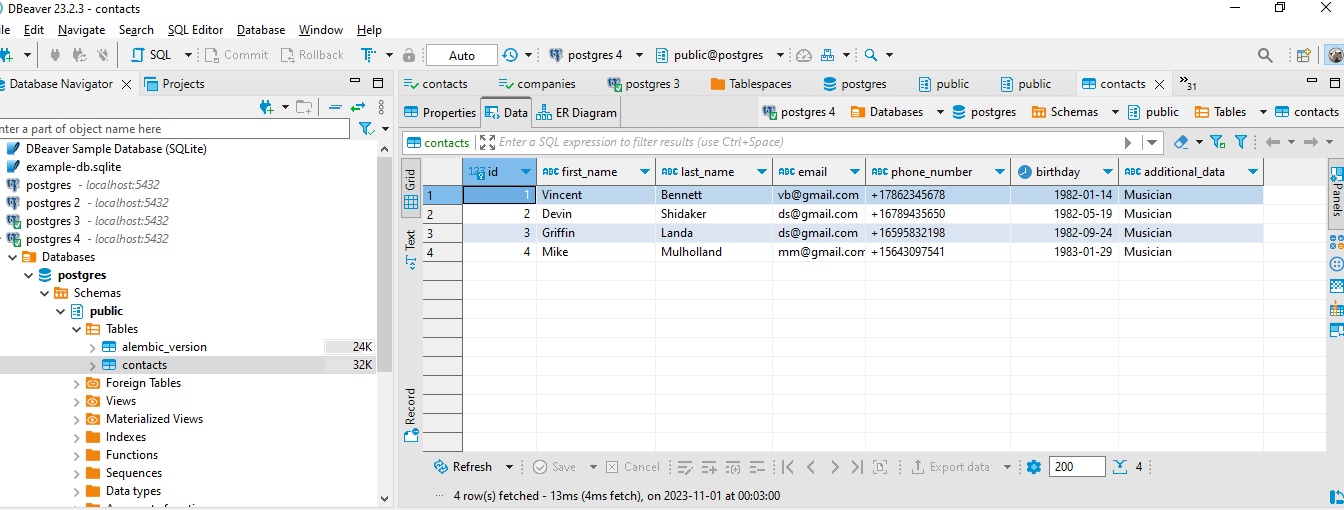 DBeaver 23.2.3 - contacts
ile Edit Navigate Search SQL Editor Database Window Help
SQL Commit Rollback Auto postgres 4 public@postgres
Database Navigator Projects
contacts companies postgres 3 Tablespaces postgres public public contacts »31
Properties Data ER Diagram postgres 4 Databases postgres Schemas public Tables contacts
nter a part of object name here
contacts Enter a SQL expression to filter results (use Ctrl+Space)
DBeaver Sample Database (SQLite)
example-db.sqlite
postgres - localhost:5432
postgres 2 - localhost:5432
postgres 3 - localhost:5432
postgres 4 - localhost:5432
Databases
postgres
Schemas
public
Tables
alembic_version 24K
contacts 32K
Foreign Tables
Views
Materialized Views
Indexes
Functions
Sequences
Data types
Grid
Text
Record
123 id ABC first_name ABC last_name ABC email ABC phone_number birthday ABC additional_data
1 1 Vincent Bennett vb@gmail.com +17862345678 1982-01-14 Musician
2 2 Devin Shidaker ds@gmail.com +16789435650 1982-05-19 Musician
3 3 Griffin Landa ds@gmail.com +16595832198 1982-09-24 Musician
4 4 Mike Mulholland mm@gmail.com +15643097541 1983-01-29 Musician
Panels
Refresh Save Cancel Export data 200 4
4 row(s) fetched - 13ms (4ms fetch), on 2023-11-01 at 00:03:00